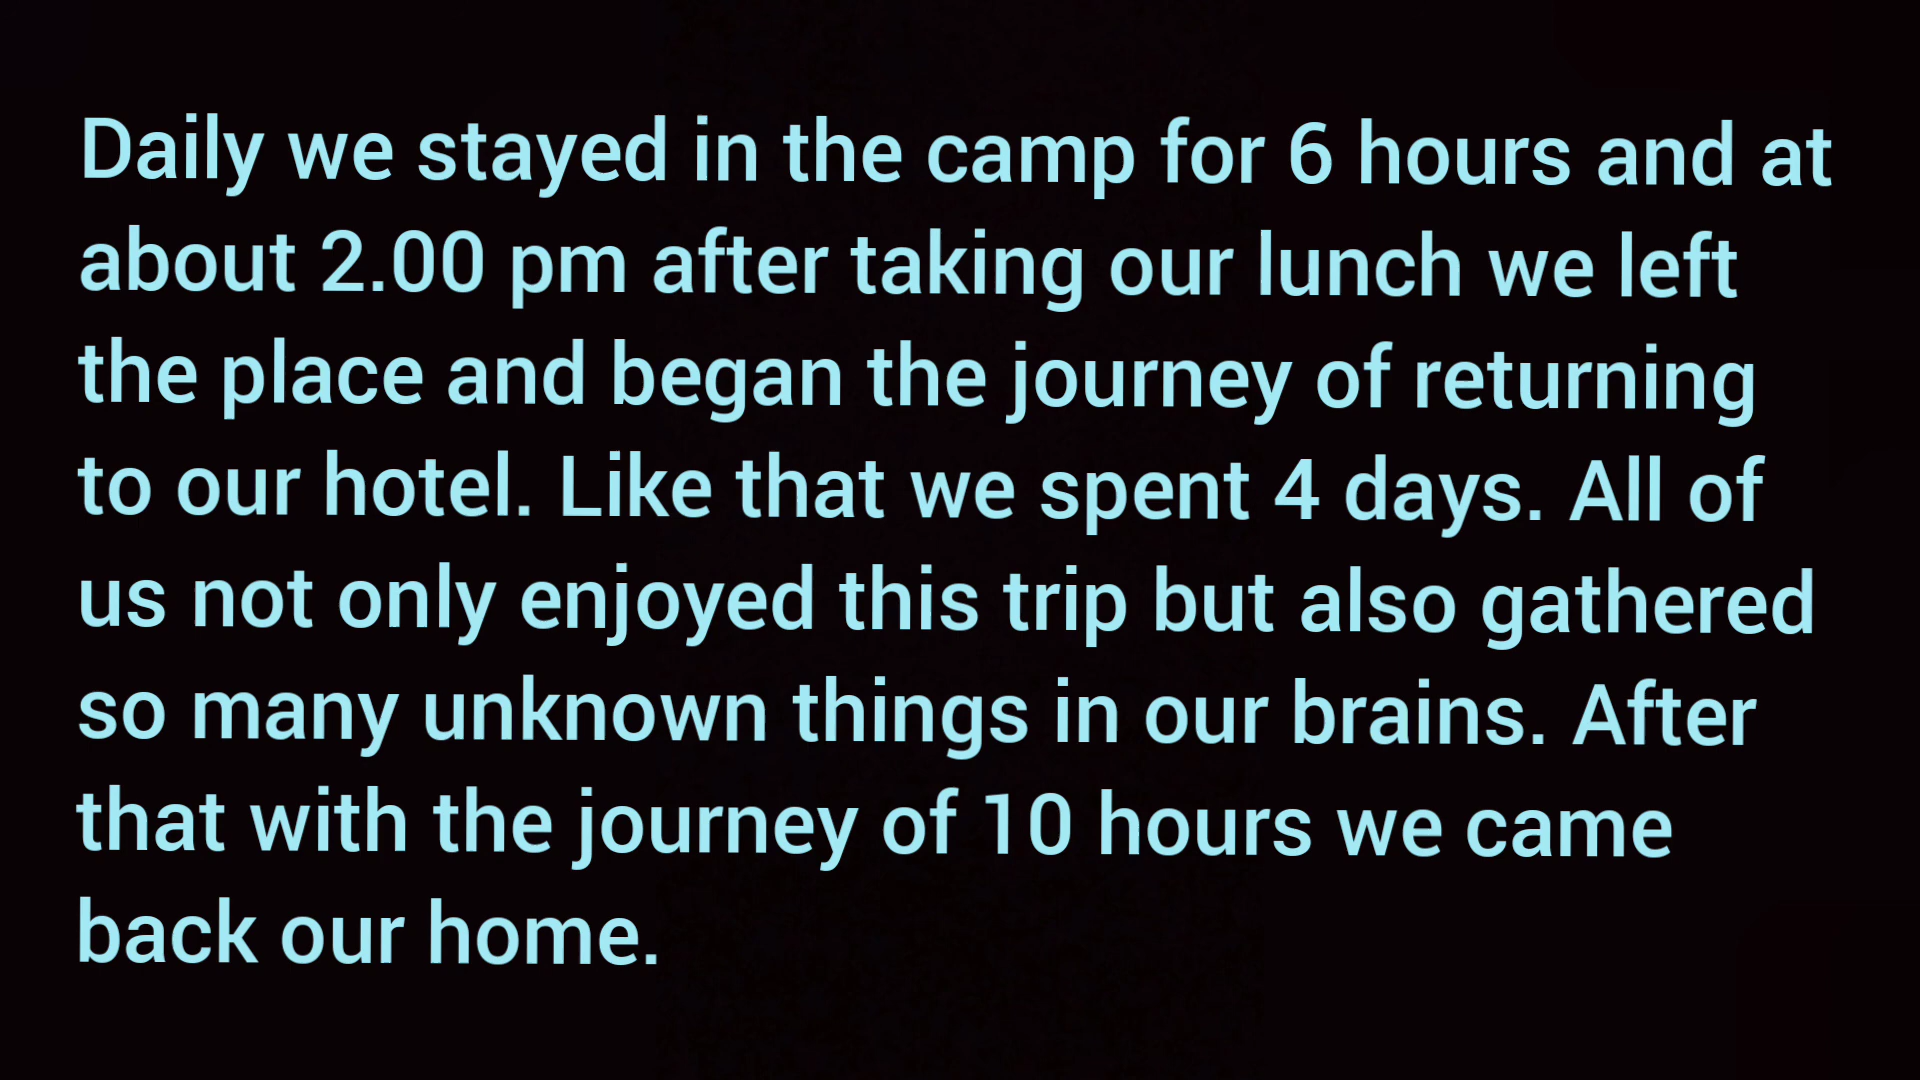 Daily we stayed in the camp for 6 hours and at
about 2.00 pm after taking our lunch we left
the place and began the journey of returning
to our hotel. Like that we spent 4 days. All of
us not only enjoyed this trip but also gathered
so many unknown things in our brains. After
that with the journey of 10 hours we came
back our home.